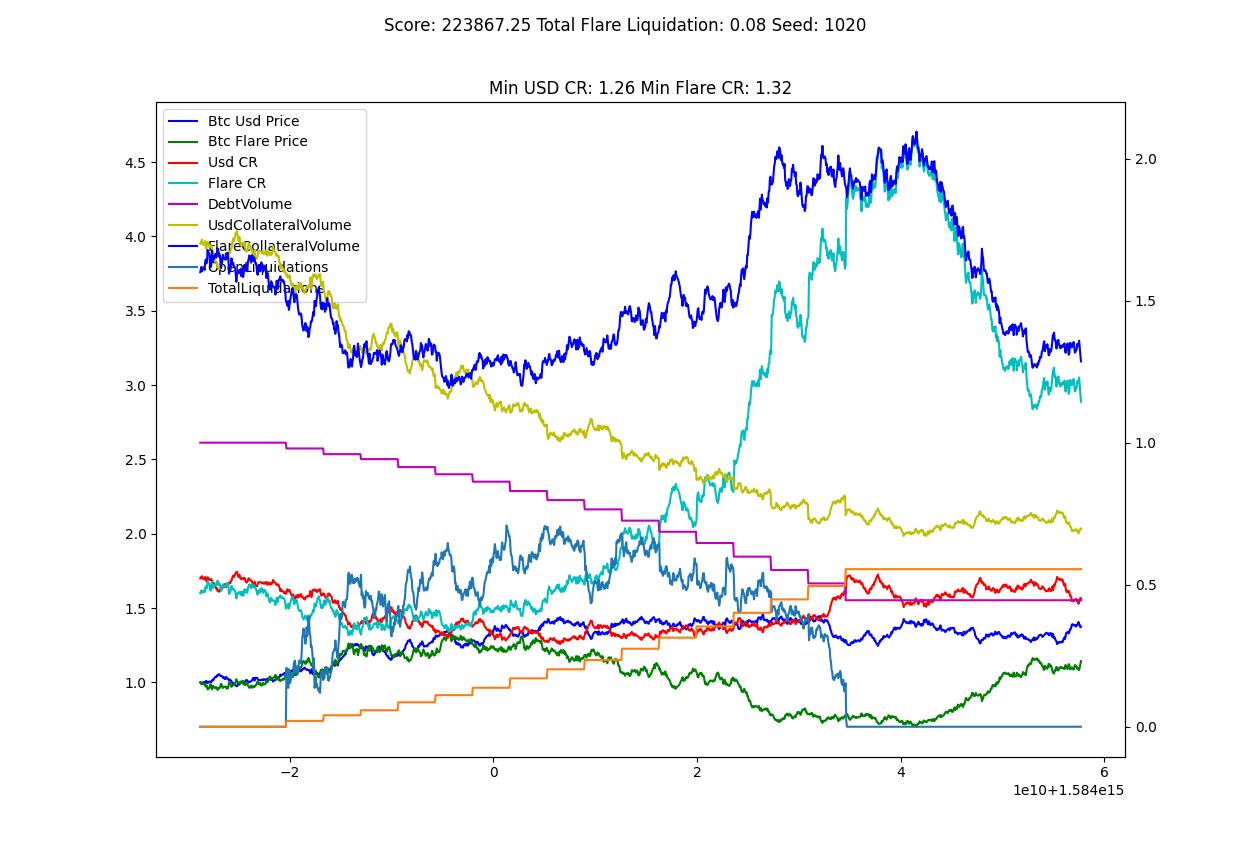 Score: 223867.25 Total Flare Liquidation: 0.08 Seed: 1020
Min USD CR: 1.26 Min Flare CR: 1.32
Btc Usd Price
Btc Flare Price
Usd CR
Flare CR
DebtVolume
UsdCollateralVolume
FlareCollateralVolume
OpenLiquidations
TotalLiquidations
4.5
4.0
3.5
3.0
2.5
2.0
1.5
1.0
2.0
1.5
1.0
0.5
0.0
−2
0
2
4
6
1e10+1.584e15